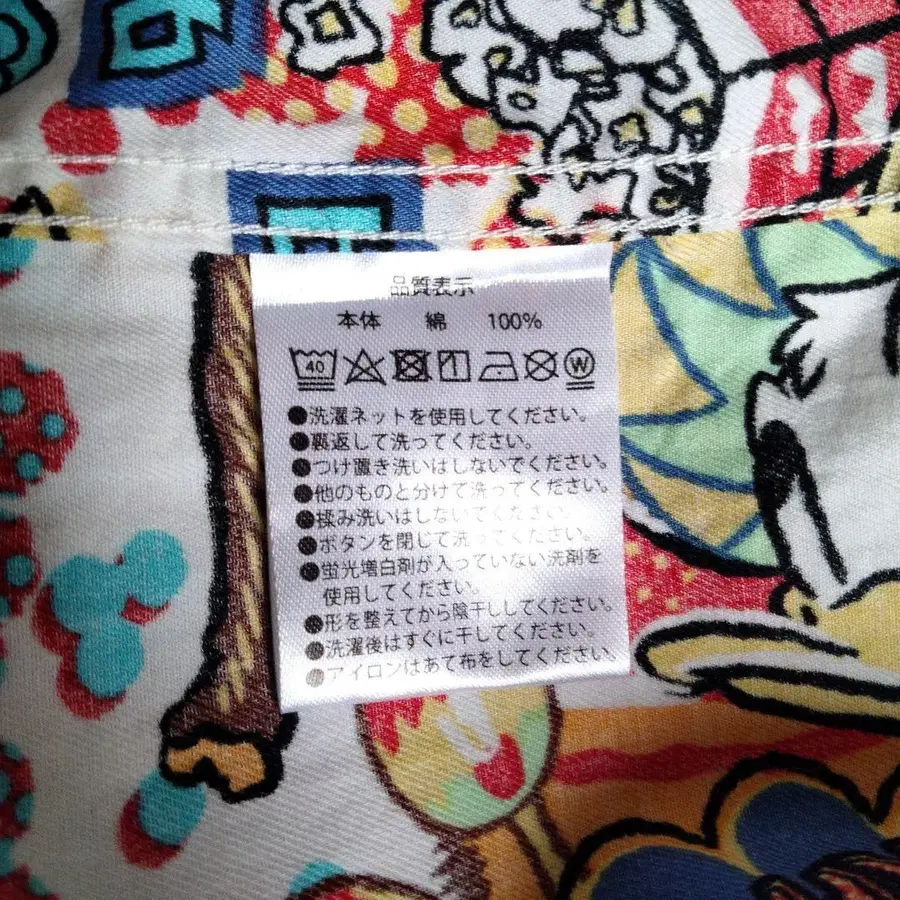 品質表示
本体 綿 100%
40 W
●洗濯ネットを使用してください。
●裏返して洗ってください。
●つけ置き洗いはしないでください。
●他のものと分けて洗ってください。
●揉み洗いはしないでください。
●ボタンを閉じて洗ってください。
●蛍光増白剤が入っていない洗剤を
使用してください。
●形を整えてから陰干ししてください。
●洗濯後はすぐに干してください。
●アイロンはあて布をしてください。